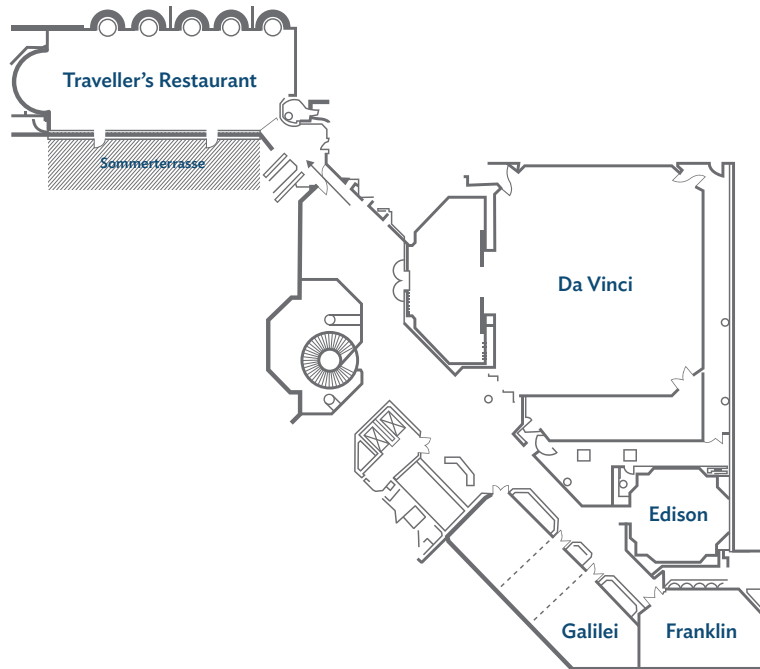 Traveller's Restaurant
Sommerterrasse
Da Vinci
Edison
Galilei
Franklin